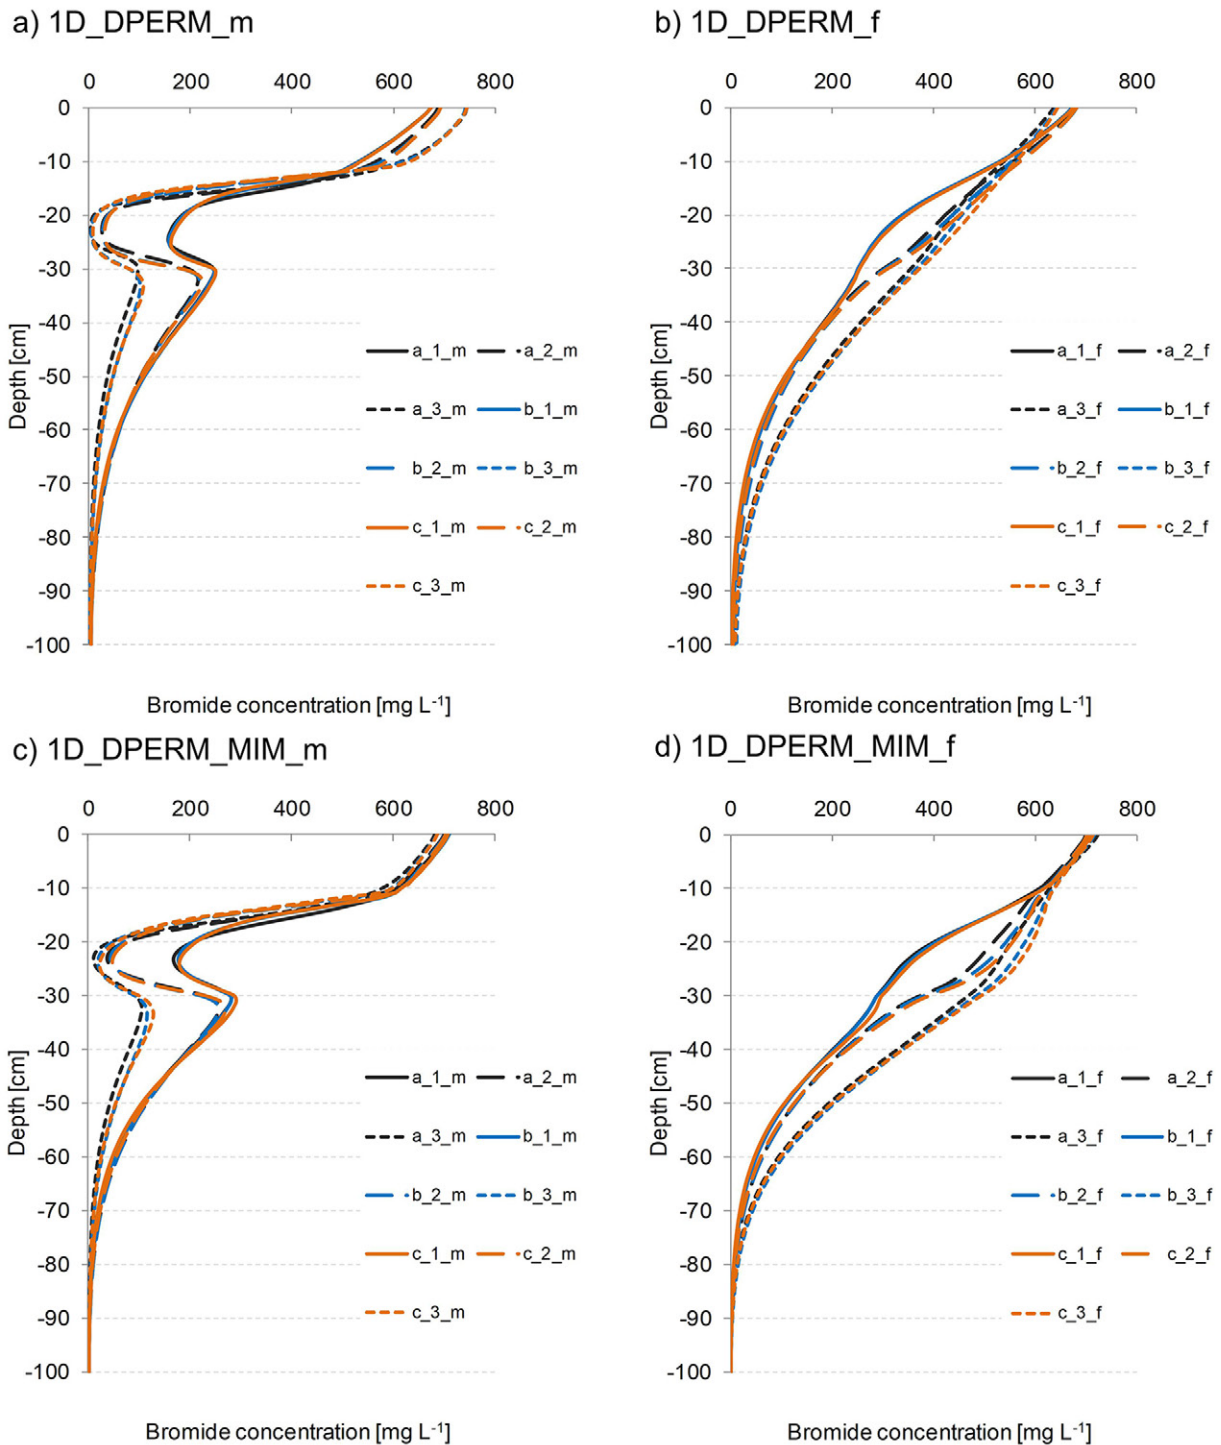 a) 1D_DPERM_m
0 200 400 600 800
0
-10
-20
-30
-40
-50
-60
-70
-80
-90
-100
Depth [cm]
a_1_m a_2_m
a_3_m b_1_m
b_2_m b_3_m
c_1_m c_2_m
c_3_m
Bromide concentration [mg L-1]
b) 1D_DPERM_f
0 200 400 600 800
0
-10
-20
-30
-40
-50
-60
-70
-80
-90
-100
Depth [cm]
a_1_f a_2_f
a_3_f b_1_f
b_2_f b_3_f
c_1_f c_2_f
c_3_f
Bromide concentration [mg L-1]
c) 1D_DPERM_MIM_m
0 200 400 600 800
0
-10
-20
-30
-40
-50
-60
-70
-80
-90
-100
Depth [cm]
a_1_m a_2_m
a_3_m b_1_m
b_2_m b_3_m
c_1_m c_2_m
c_3_m
Bromide concentration [mg L-1]
d) 1D_DPERM_MIM_f
0 200 400 600 800
0
-10
-20
-30
-40
-50
-60
-70
-80
-90
-100
Depth [cm]
a_1_f a_2_f
a_3_f b_1_f
b_2_f b_3_f
c_1_f c_2_f
c_3_f
Bromide concentration [mg L-1]